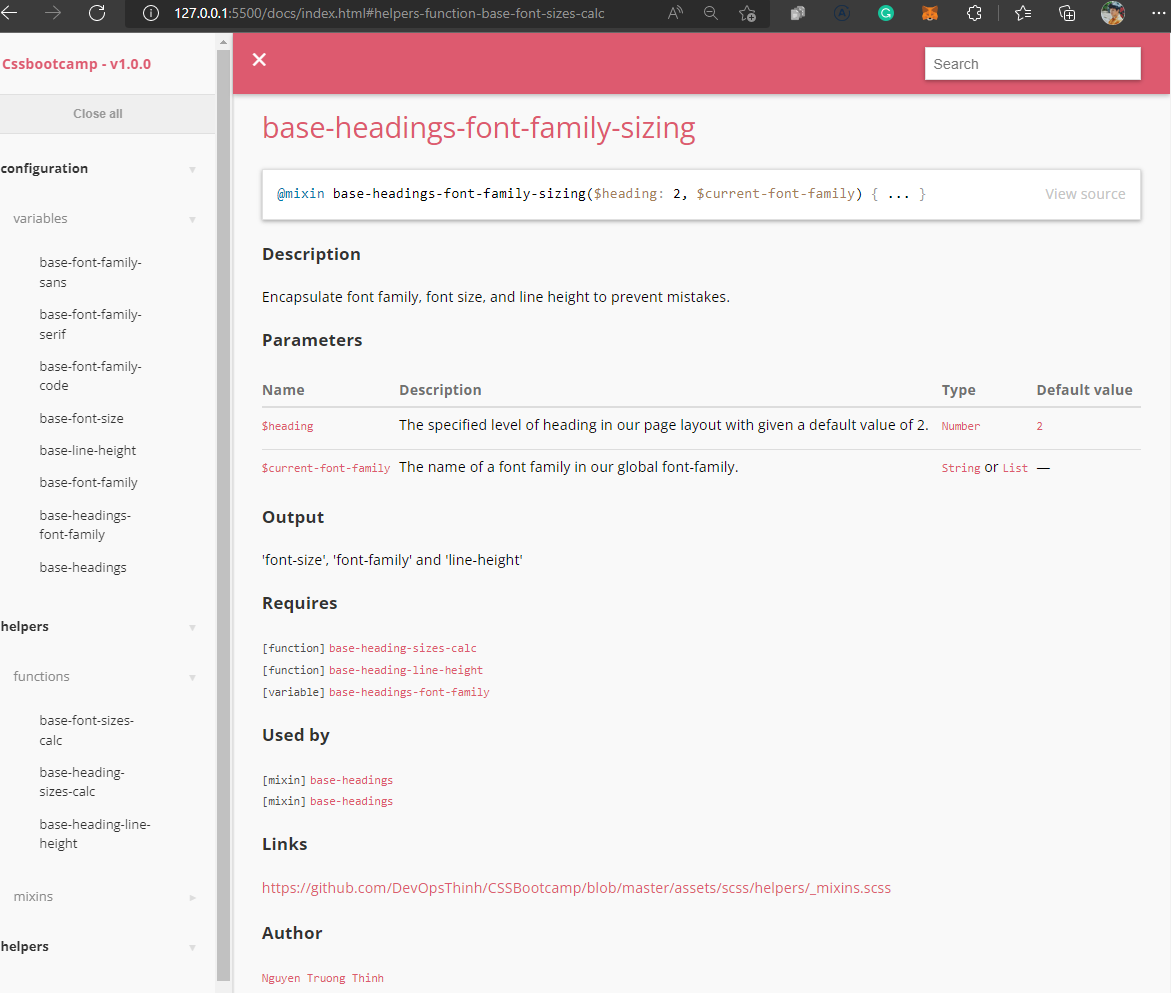 127.0.0.1:5500/docs/index.html#helpers-function-base-font-sizes-calc
Cssbootcamp - v1.0.0
Close all
configuration
variables
base-font-family-
sans
base-font-family-
serif
base-font-family-
code
base-font-size
base-line-height
base-font-family
base-headings-
font-family
base-headings
helpers
functions
base-font-sizes-
calc
base-heading-
sizes-calc
base-heading-line-
height
mixins
helpers
Search
base-headings-font-family-sizing
@mixin base-headings-font-family-sizing($heading: 2, $current-font-family) { ... }
View source
Description
Encapsulate font family, font size, and line height to prevent mistakes.
Parameters
Name Description Type Default value
$heading The specified level of heading in our page layout with given a default value of 2. Number 2
$current-font-family The name of a font family in our global font-family. String or List —
Output
'font-size', 'font-family' and 'line-height'
Requires
[function] base-heading-sizes-calc
[function] base-heading-line-height
[variable] base-headings-font-family
Used by
[mixin] base-headings
[mixin] base-headings
Links
https://github.com/DevOpsThinh/CSSBootcamp/blob/master/assets/scss/helpers/_mixins.scss
Author
Nguyen Truong Thinh